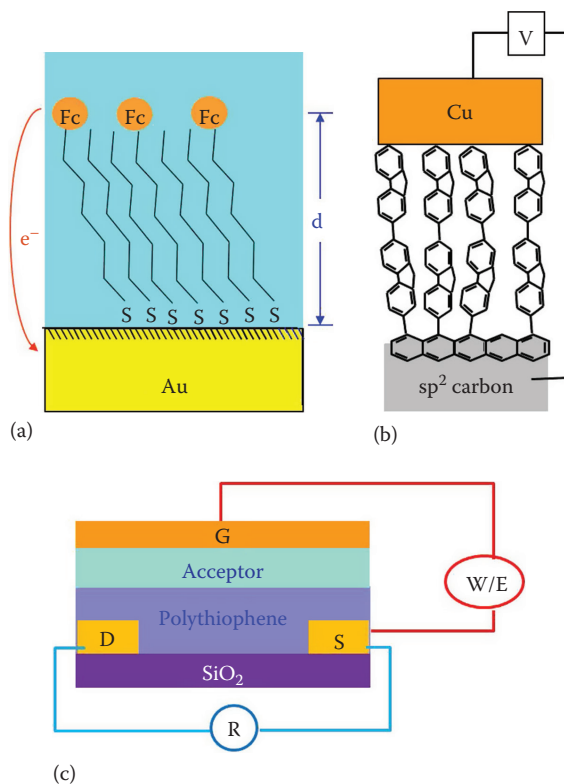 Fc Fc Fc
e⁻
d
S S S S S S S
Au
(a)
V
Cu
sp² carbon
(b)
G
Acceptor
W/E
Polythiophene
D
S
SiO₂
R
(c)